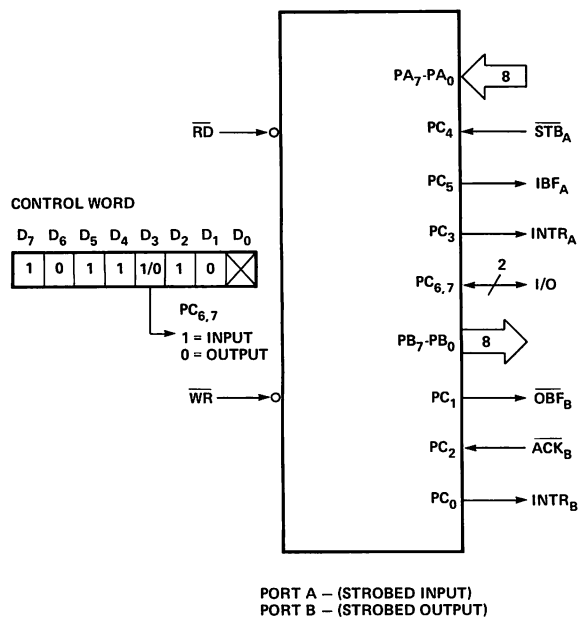 PA7-PA0 8
RD
PC4 STBA
PC5 IBFA
CONTROL WORD
D7 D6 D5 D4 D3 D2 D1 D0
1 0 1 1 1/0 1 0 X
PC3 INTRA
PC6,7 2 I/O
PC6,7
1 = INPUT
0 = OUTPUT
PB7-PB0 8
WR
PC1 OBFB
PC2 ACKB
PC0 INTRB
PORT A – (STROBED INPUT)
PORT B – (STROBED OUTPUT)